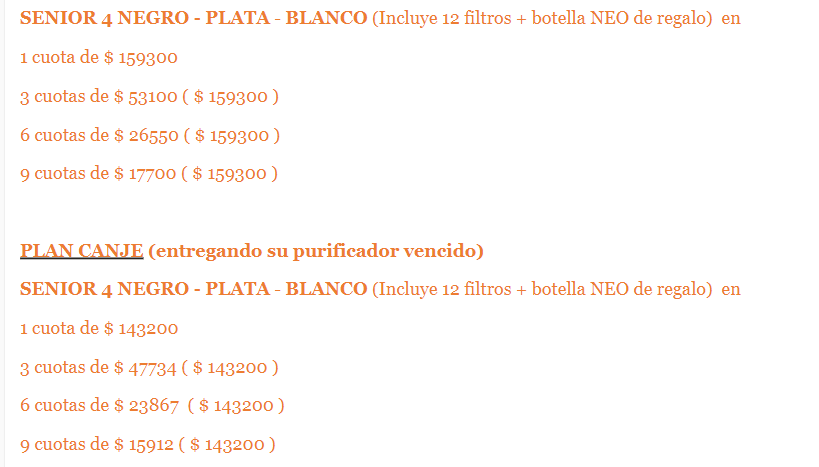 SENIOR 4 NEGRO - PLATA - BLANCO (Incluye 12 filtros + botella NEO de regalo)  en
1 cuota de $ 159300
3 cuotas de $ 53100 ( $ 159300 )
6 cuotas de $ 26550 ( $ 159300 )
9 cuotas de $ 17700 ( $ 159300 )
PLAN CANJE (entregando su purificador vencido)
SENIOR 4 NEGRO - PLATA - BLANCO (Incluye 12 filtros + botella NEO de regalo)  en
1 cuota de $ 143200
3 cuotas de $ 47734 ( $ 143200 )
6 cuotas de $ 23867  ( $ 143200 )
9 cuotas de $ 15912 ( $ 143200 )